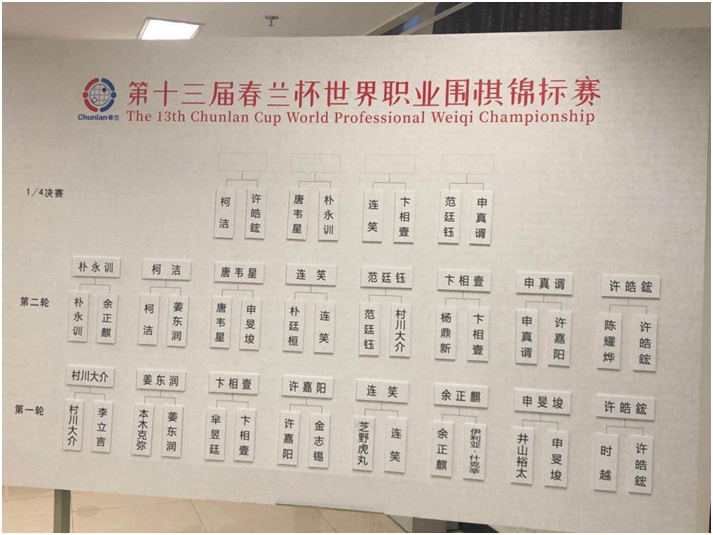 第十三届春兰杯世界职业围棋锦标赛
Chunlan春兰
The 13th Chunlan Cup World Professional Weiqi Championship
1/4决赛
柯洁 许皓鋐 唐韦星 朴永训 连笑 卞相壹 范廷钰 申真谞
朴永训 柯洁 唐韦星 连笑 范廷钰 卞相壹 申真谞 许皓鋐
第二轮
朴永训 余正麒 柯洁 姜东润 唐韦星 申旻埈 朴廷桓 连笑 范廷钰 村川大介 杨鼎新 卞相壹 申真谞 许嘉阳 陈耀烨 许皓鋐
村川大介 姜东润 卞相壹 许嘉阳 连笑 余正麒 申旻埈 许皓鋐
第一轮
村川大介 李立言 本木克弥 姜东润 芈昱廷 卞相壹 许嘉阳 金志锡 芝野虎丸 连笑 余正麒 伊利亚·什克辛 井山裕太 申旻埈 时越 许皓鋐